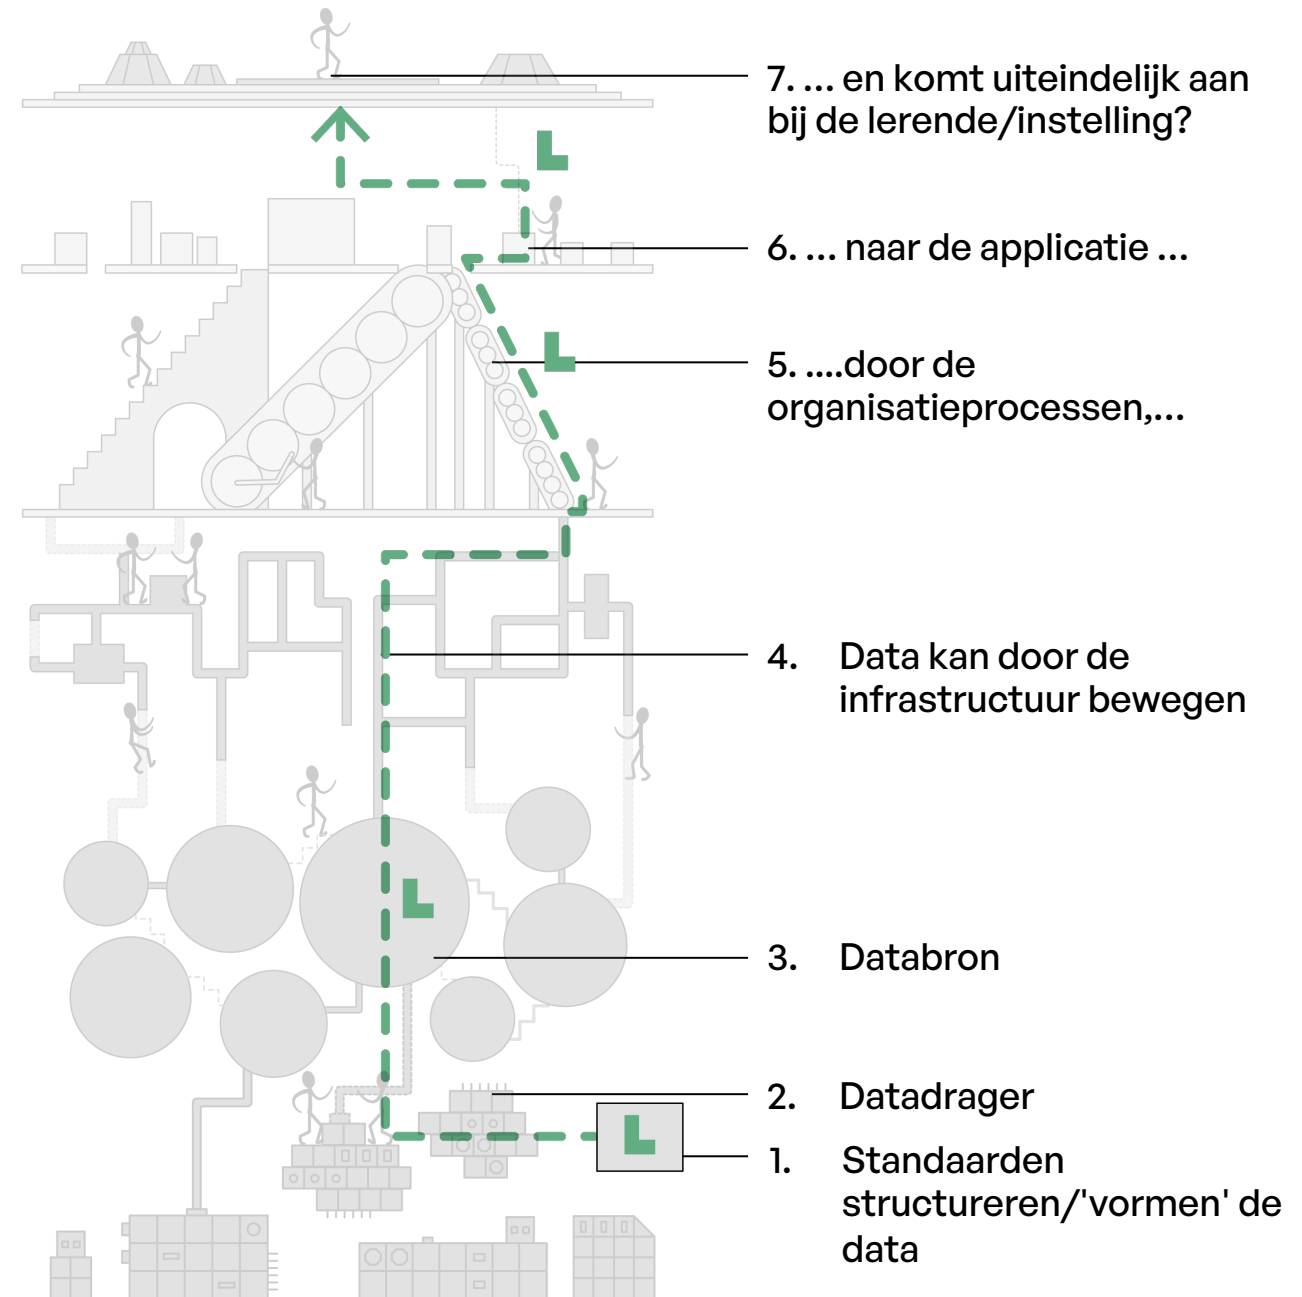 7. ... en komt uiteindelijk aan
bij de lerende/instelling?
6. ... naar de applicatie ...
5. ....door de
organisatieprocessen,...
4. Data kan door de
infrastructuur bewegen
3. Databron
2. Datadrager
1. Standaarden
structureren/'vormen' de
data